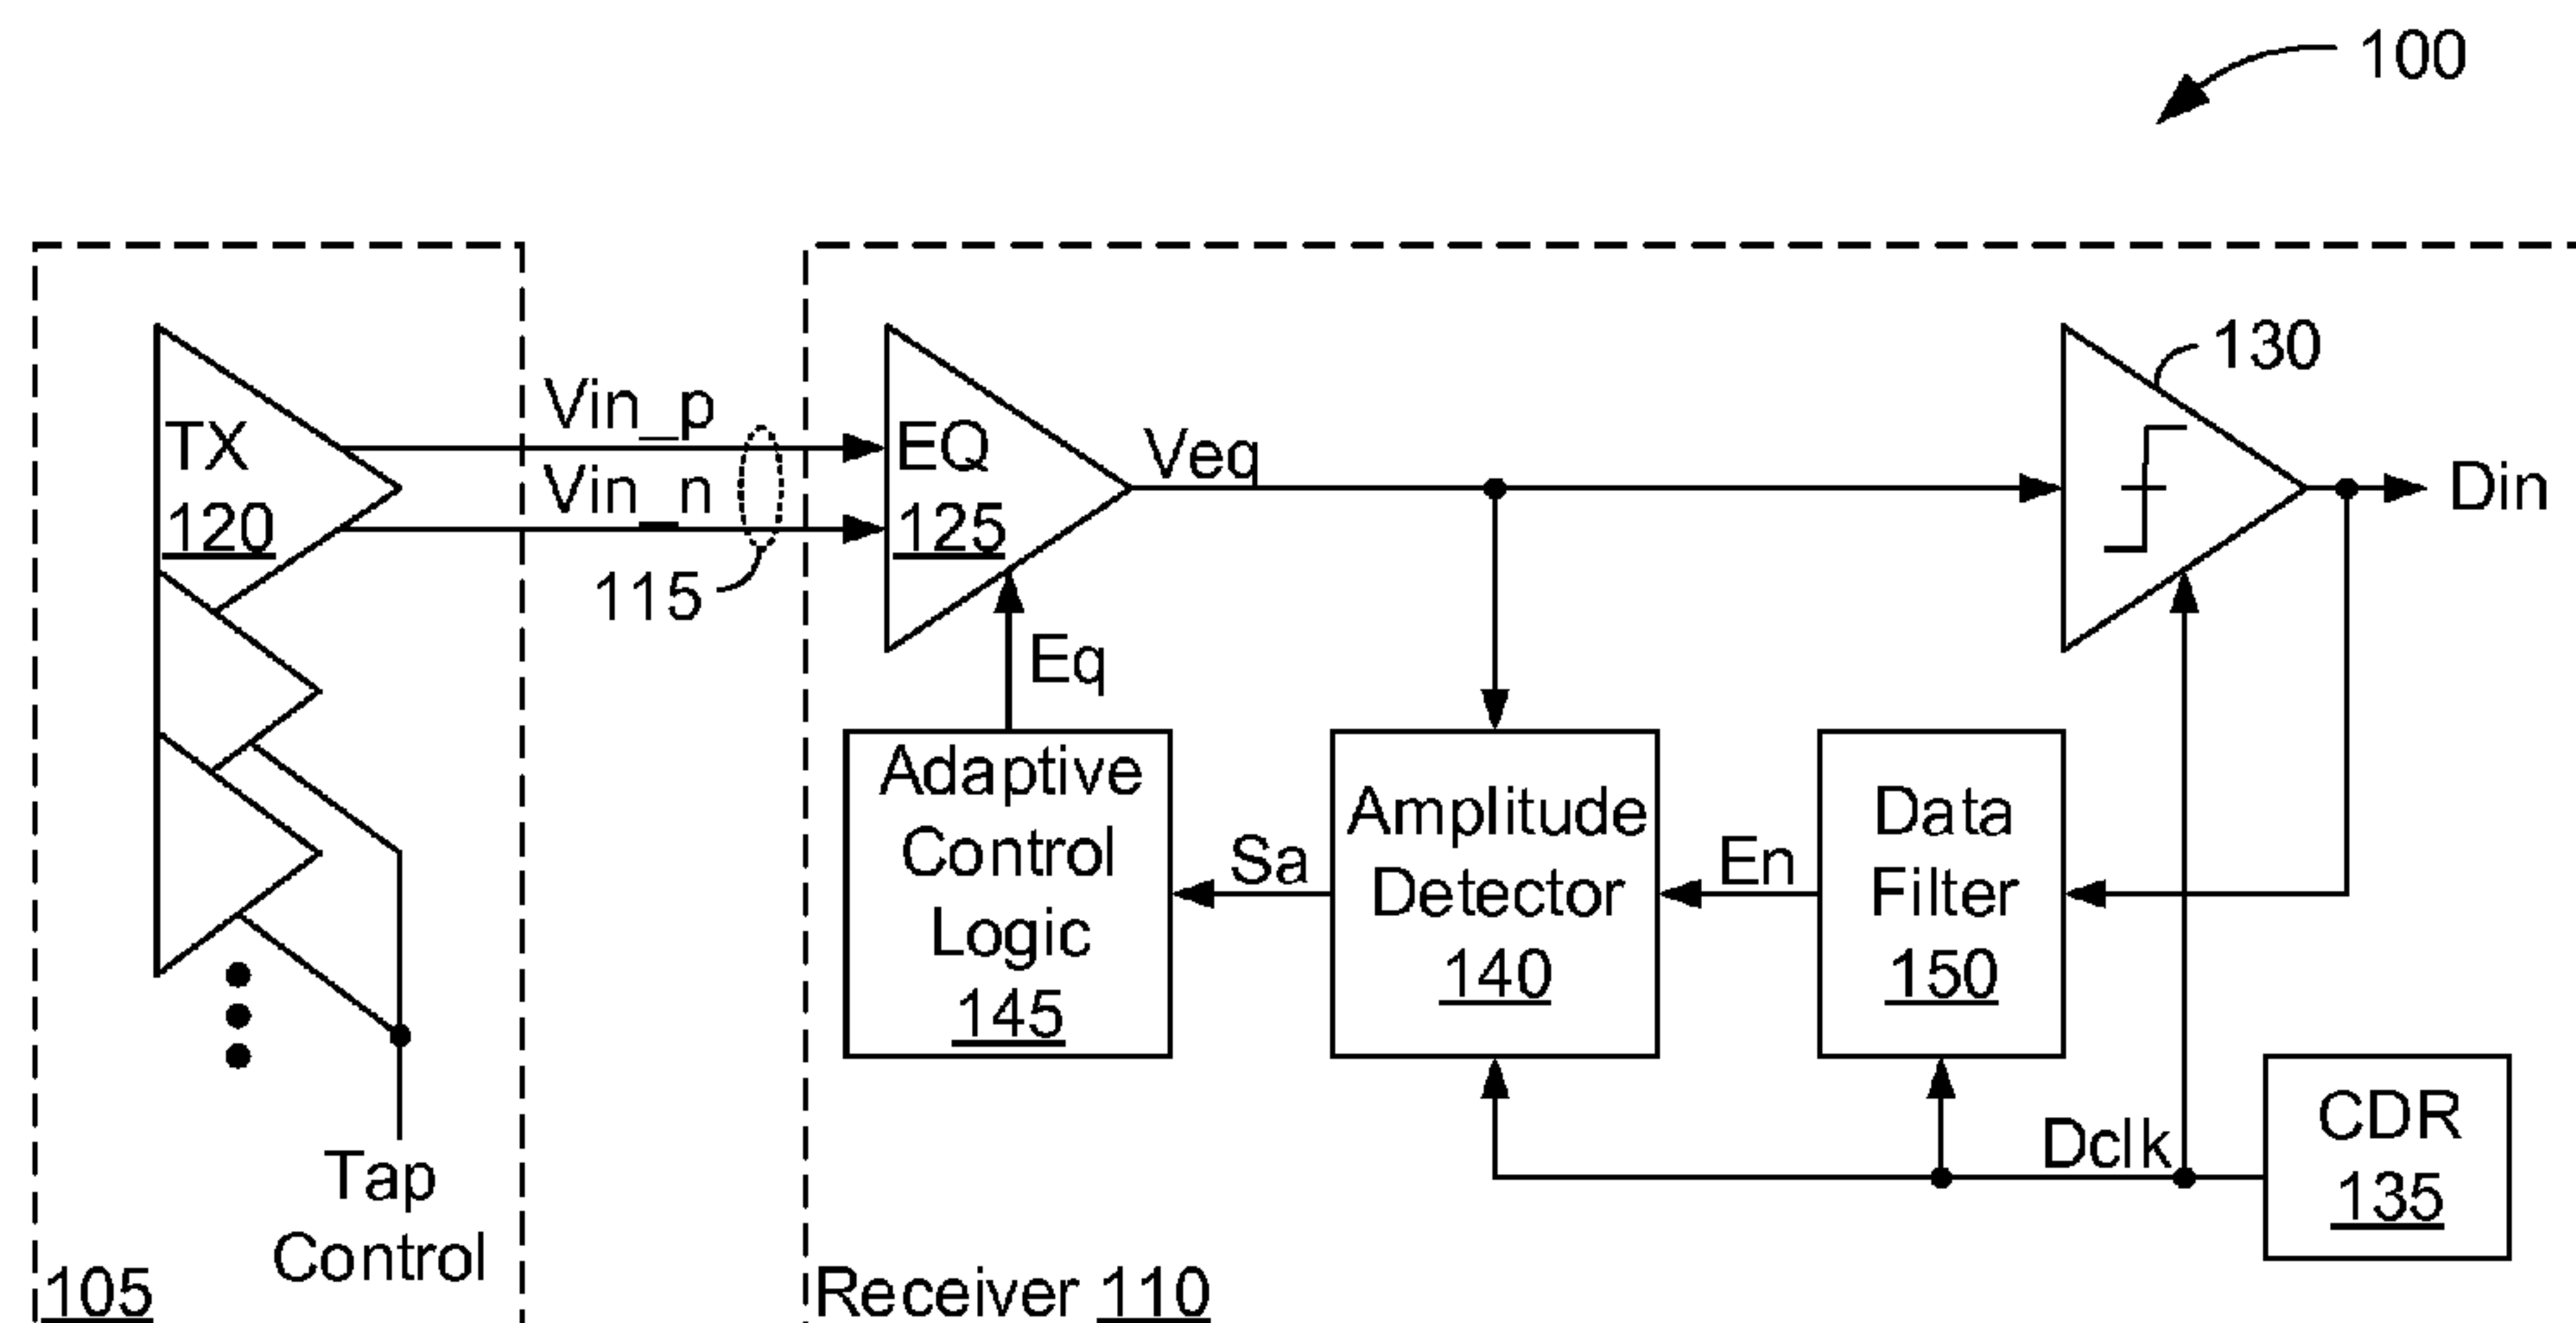 100
130
Vin_p
TX
120
Vin_n
115
EQ
125
Veq
Din
Eq
Adaptive
Control
Logic
145
Sa
Amplitude
Detector
140
En
Data
Filter
150
Dclk
CDR
135
Tap
Control
105
Receiver 110